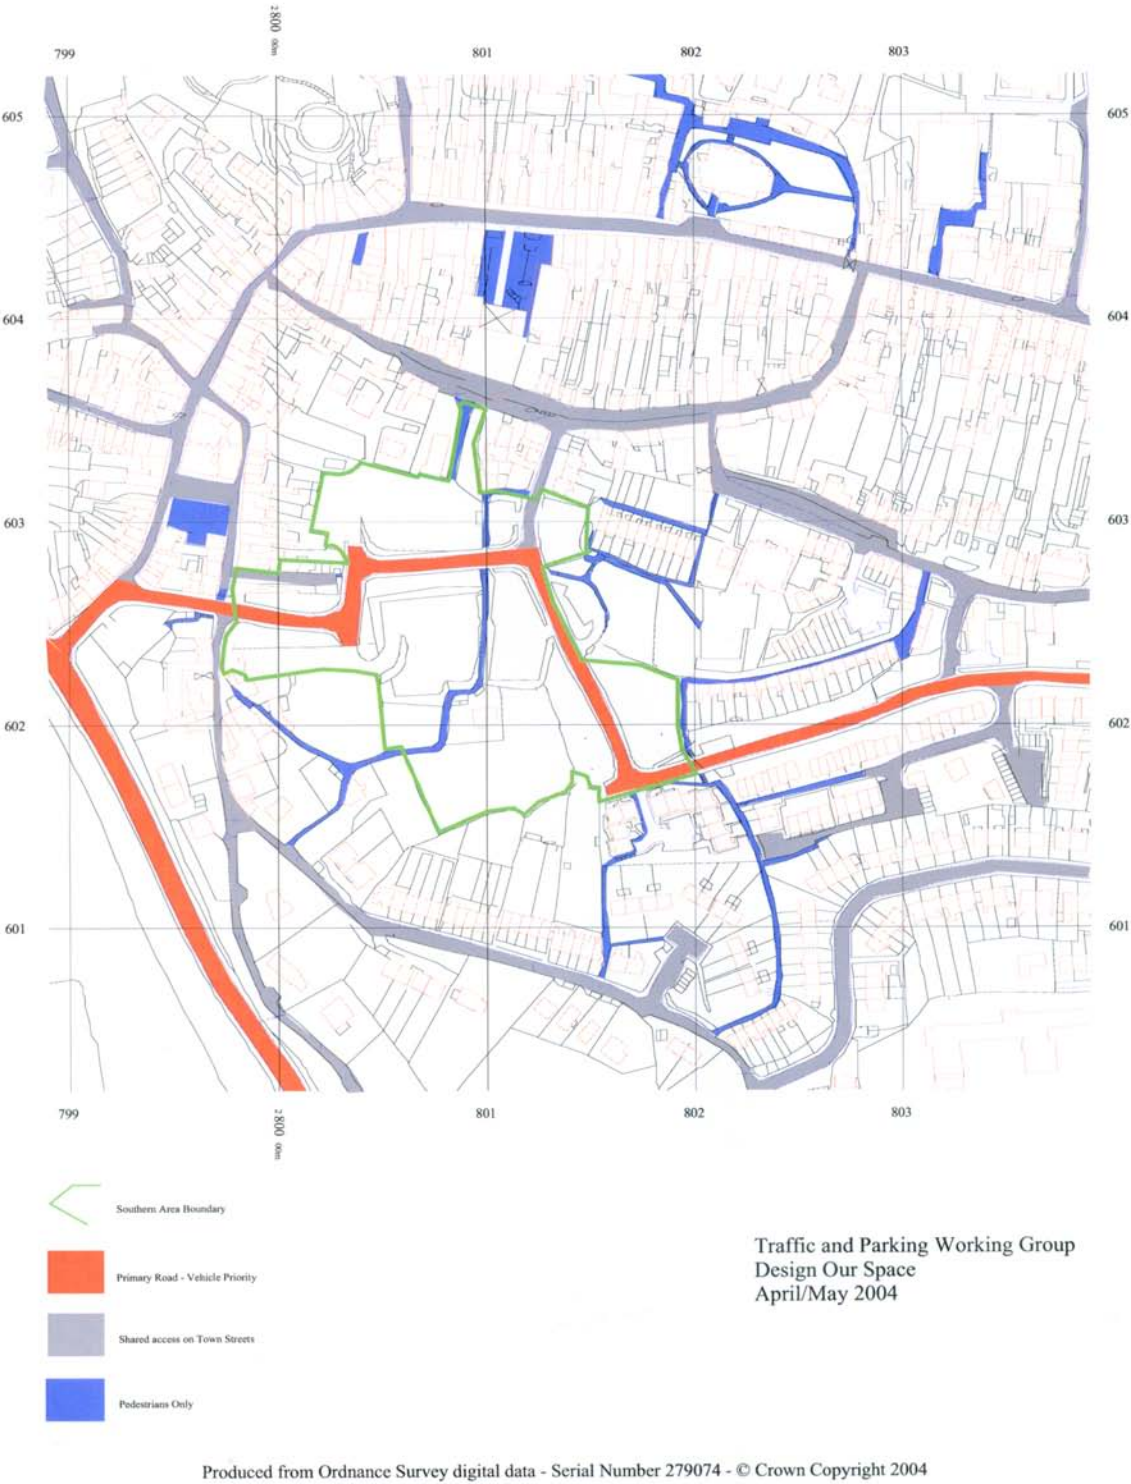 799
2800 00m
801
802
803
605
605
604
604
603
603
602
602
601
601
799
2800 00m
801
802
803
Southern Area Boundary
Primary Road - Vehicle Priority
Shared access on Town Streets
Pedestrians Only
Traffic and Parking Working Group
Design Our Space
April/May 2004
Produced from Ordnance Survey digital data - Serial Number 279074 - © Crown Copyright 2004